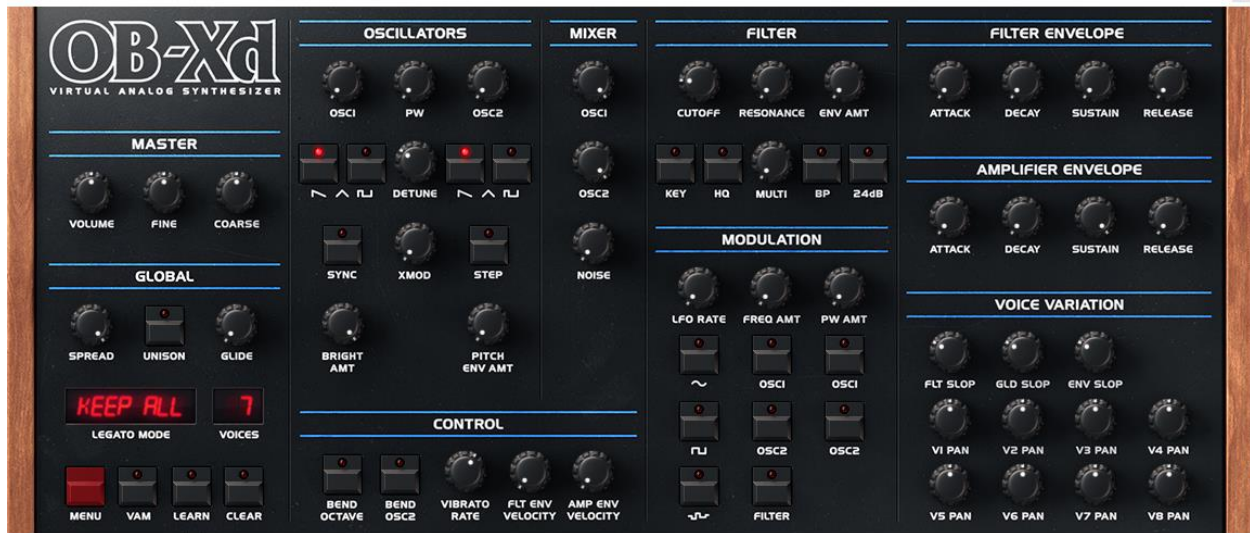 OB-Xd
VIRTUAL ANALOG SYNTHESIZER
MASTER
VOLUME FINE COARSE
GLOBAL
SPREAD UNISON GLIDE
KEEP ALL 7
LEGATO MODE VOICES
MENU VAM LEARN CLEAR
OSCILLATORS
OSC1 PW OSC2
DETUNE
SYNC XMOD STEP
BRIGHT AMT
PITCH ENV AMT
MIXER
OSC1
OSC2
NOISE
CONTROL
BEND OCTAVE
BEND OSC2
VIBRATO RATE
FLT ENV VELOCITY
AMP ENV VELOCITY
FILTER
CUTOFF RESONANCE ENV AMT
KEY HQ MULTI BP 24dB
MODULATION
LFO RATE FREQ AMT PW AMT
OSC1 OSC1
OSC2 OSC2
FILTER
FILTER ENVELOPE
ATTACK DECAY SUSTAIN RELEASE
AMPLIFIER ENVELOPE
ATTACK DECAY SUSTAIN RELEASE
VOICE VARIATION
FLT SLOP GLD SLOP ENV SLOP
V1 PAN V2 PAN V3 PAN V4 PAN
V5 PAN V6 PAN V7 PAN V8 PAN